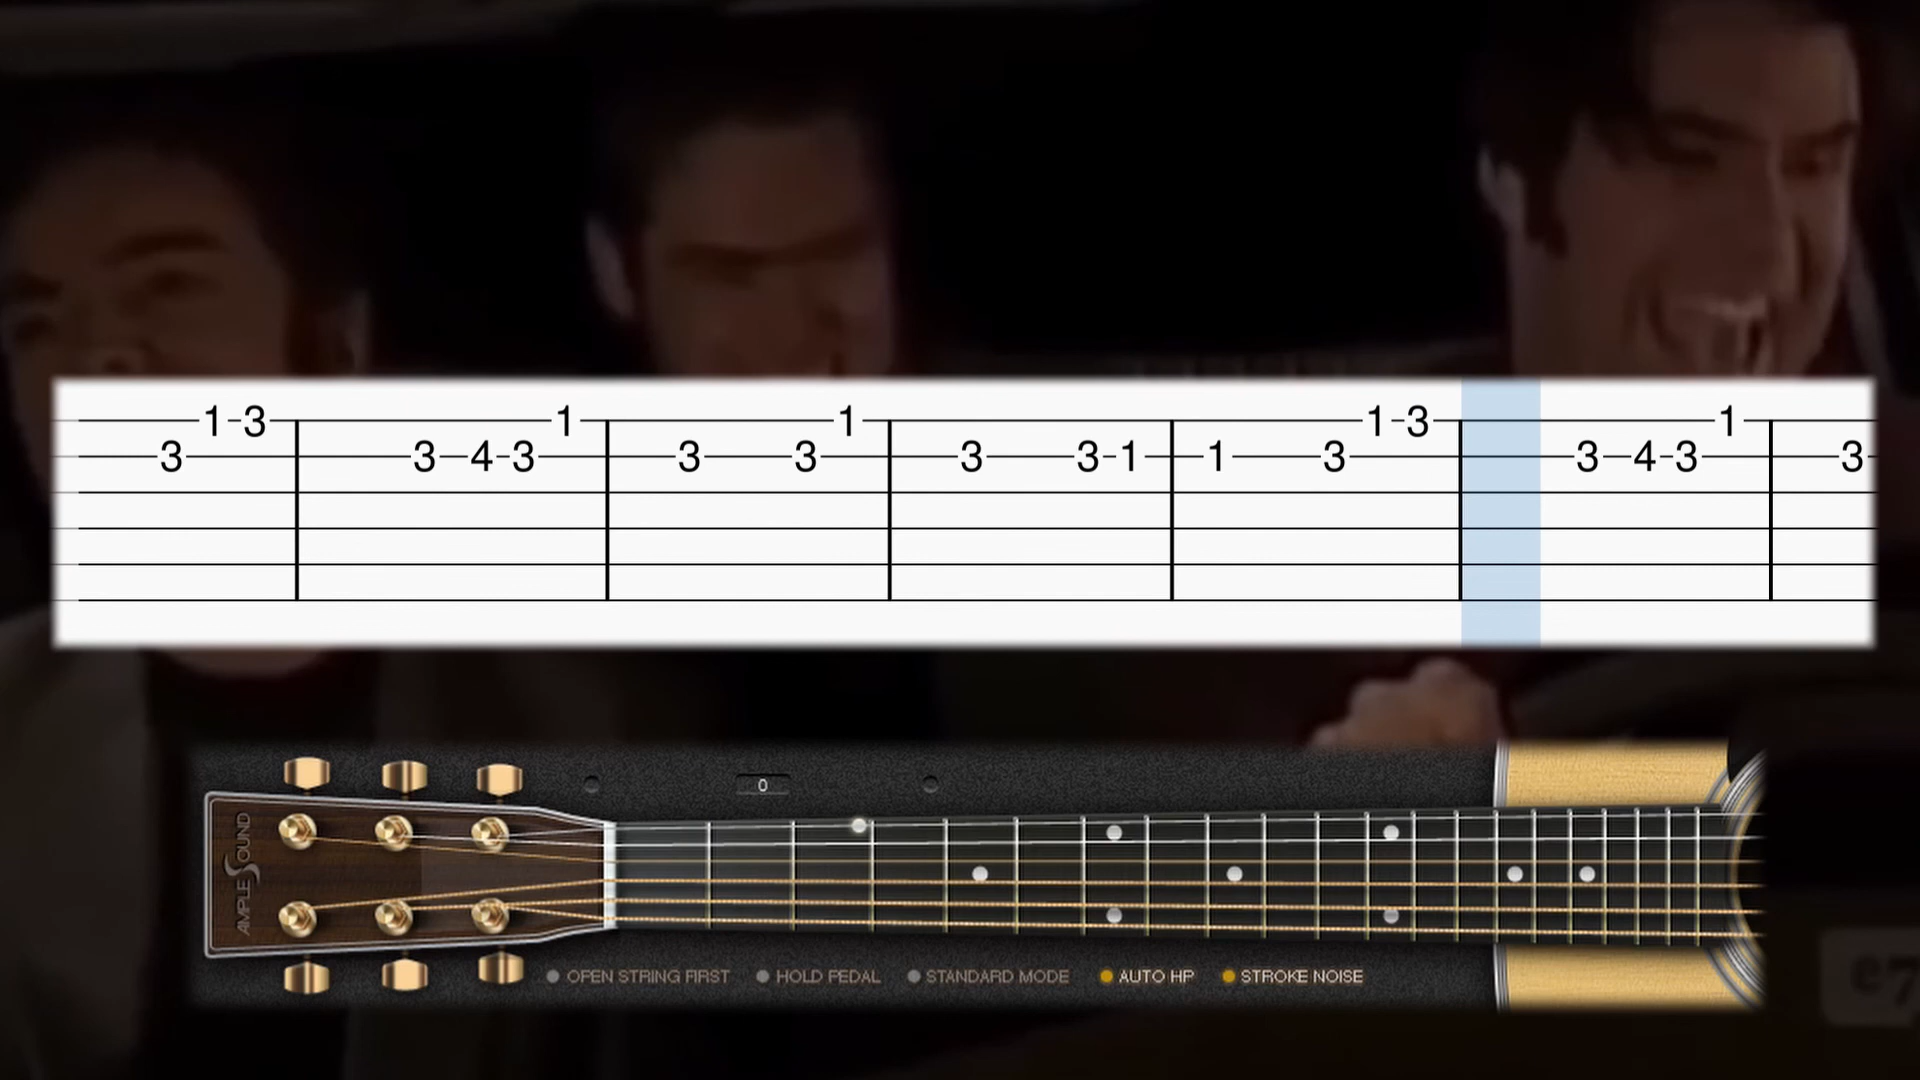 1-3 1 1 1-3 1
3 3-4-3 3 3 3 3-1 1 3 3-4-3 3
0
AMPLE SOUND
OPEN STRING FIRST HOLD PEDAL STANDARD MODE AUTO HP STROKE NOISE
e7